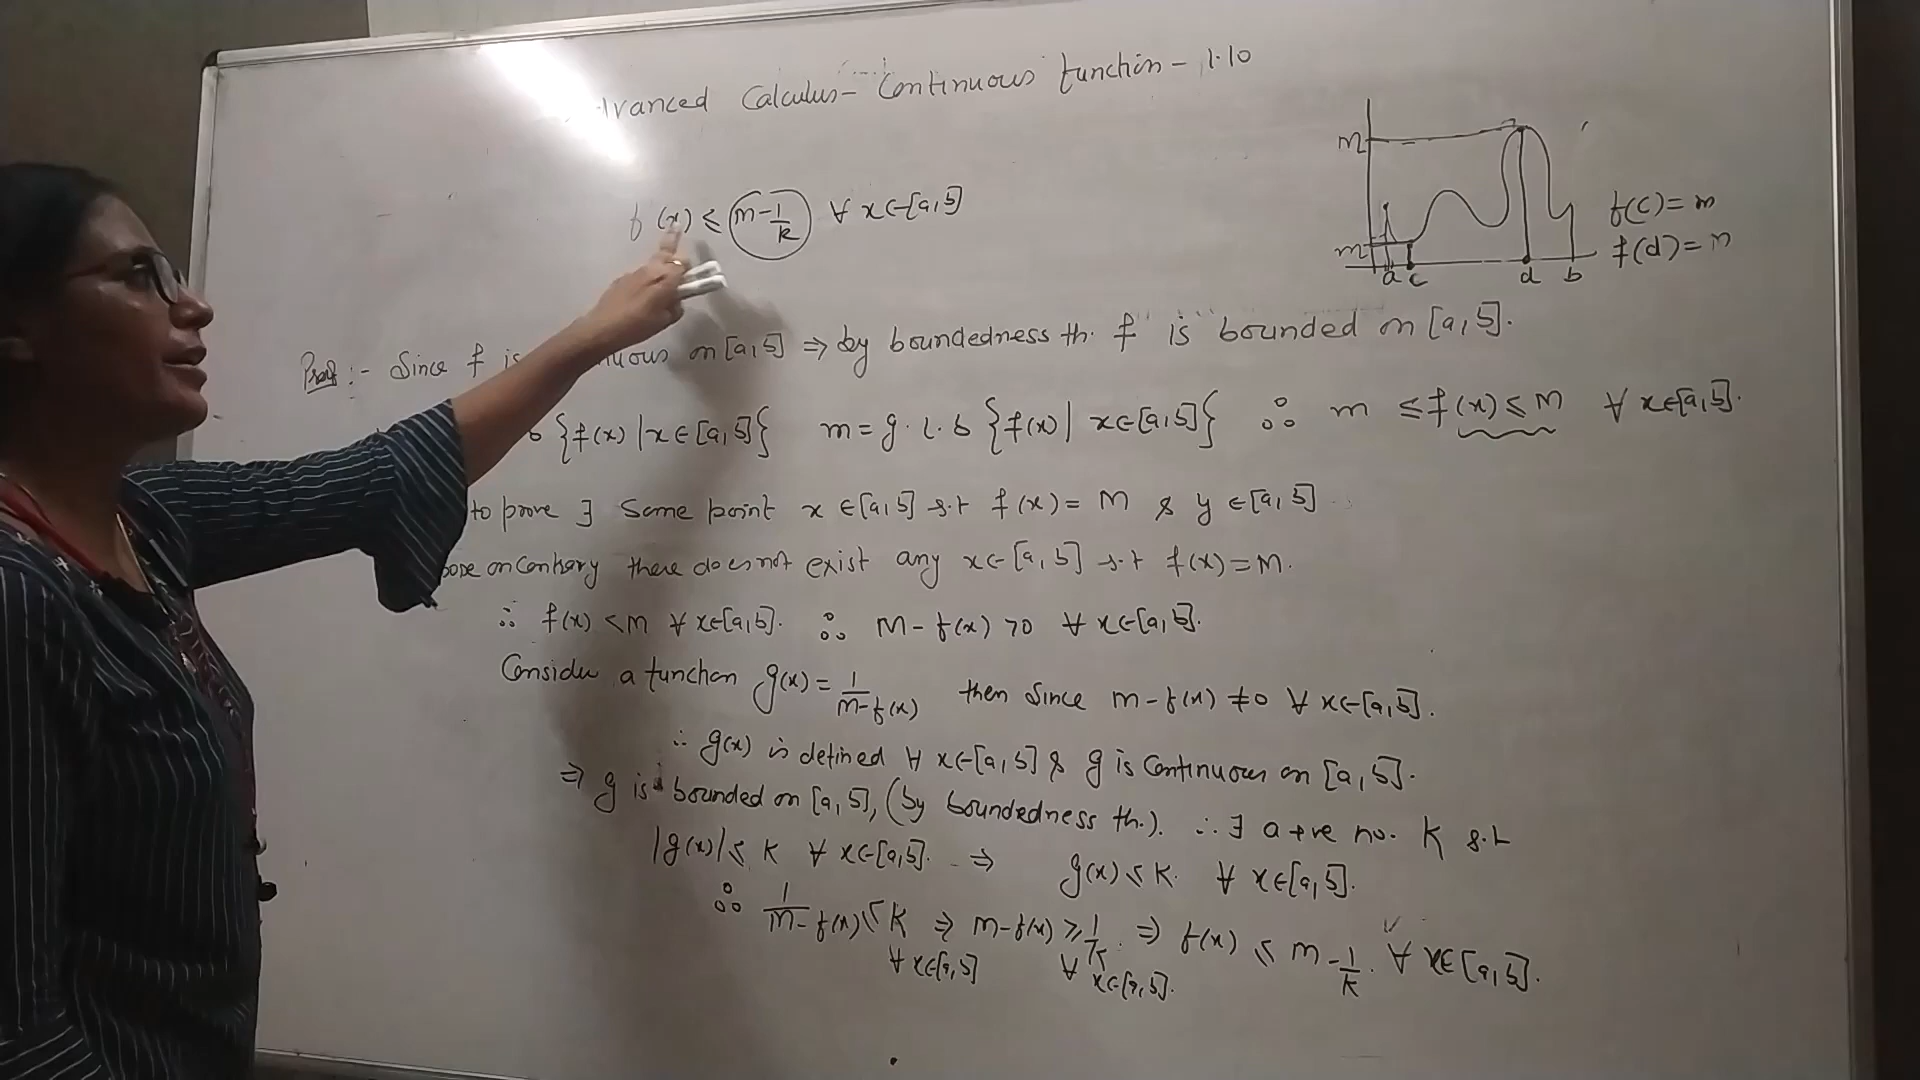 Advanced Calculus - Continuous function - 1.10
f(x) ≤ m - 1/k ∀ x∈[a,b]
M
m
a c d b
f(c) = m
f(d) = M
Proof :- Since f is continuous on [a,b] ⇒ by boundedness th. f is bounded on [a,b].
b {f(x) | x∈[a,b]} m = g.l.b {f(x) | x∈[a,b]} ∴ m ≤ f(x) ≤ M ∀ x∈[a,b].
to prove ∃ some point x ∈[a,b] s.t f(x) = M & y ∈[a,b]
on contrary there does not exist any x∈[a,b] s.t f(x) = M.
∴ f(x) < M ∀ x∈[a,b]. ∴ M - f(x) > 0 ∀ x∈[a,b].
Consider a function g(x) = 1/M-f(x) then since M - f(x) ≠ 0 ∀ x∈[a,b].
∴ g(x) is defined ∀ x∈[a,b] & g is continuous on [a,b].
⇒ g is bounded on [a,b], (by boundedness th.). ∴ ∃ a +ve no. K s.t
|g(x)| ≤ K ∀ x∈[a,b]. ⇒ g(x) ≤ K. ∀ x∈[a,b].
∴ 1/M-f(x) ≤ K ⇒ M-f(x) ≥ 1/K. ⇒ f(x) ≤ M - 1/K. ∀ x∈[a,b].
∀ x∈[a,b] ∀ x∈[a,b].